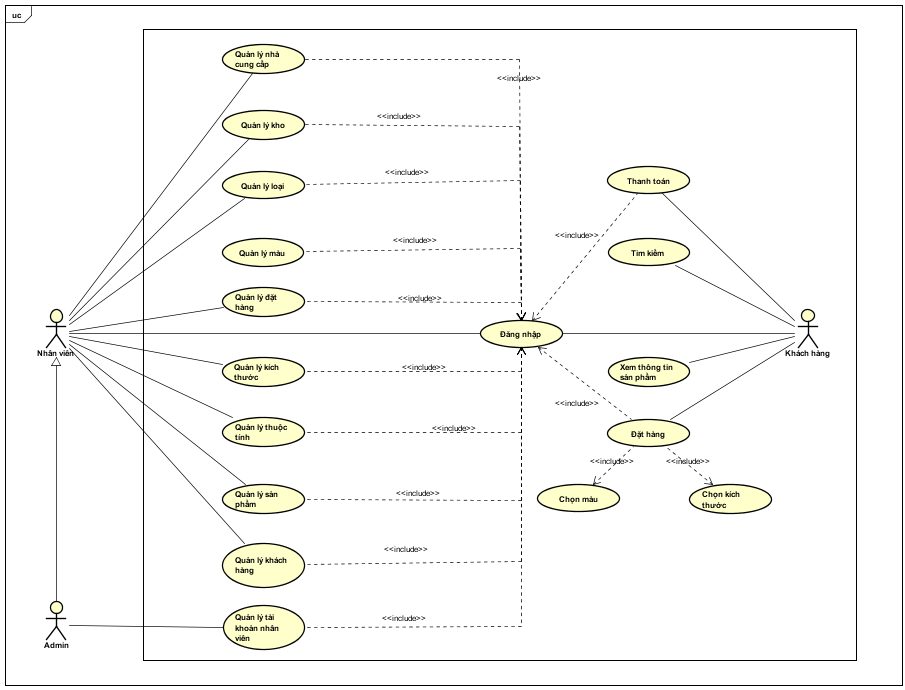 uc
Quản lý nhà
cung cấp
<<include>>
Quản lý kho
<<include>>
Quản lý loại
<<include>>
Thanh toán
<<include>>
Quản lý màu
<<include>>
Tìm kiếm
Quản lý đặt
hàng
<<include>>
Đăng nhập
Nhân viên
Khách hàng
Quản lý kích
thước
<<include>>
Xem thông tin
sản phẩm
<<include>>
Quản lý thuộc
tính
<<include>>
Đặt hàng
<<include>>
<<include>>
Quản lý sản
phẩm
<<include>>
Chọn màu
Chọn kích
thước
Quản lý khách
hàng
<<include>>
Quản lý tài
khoản nhân
viên
<<include>>
Admin